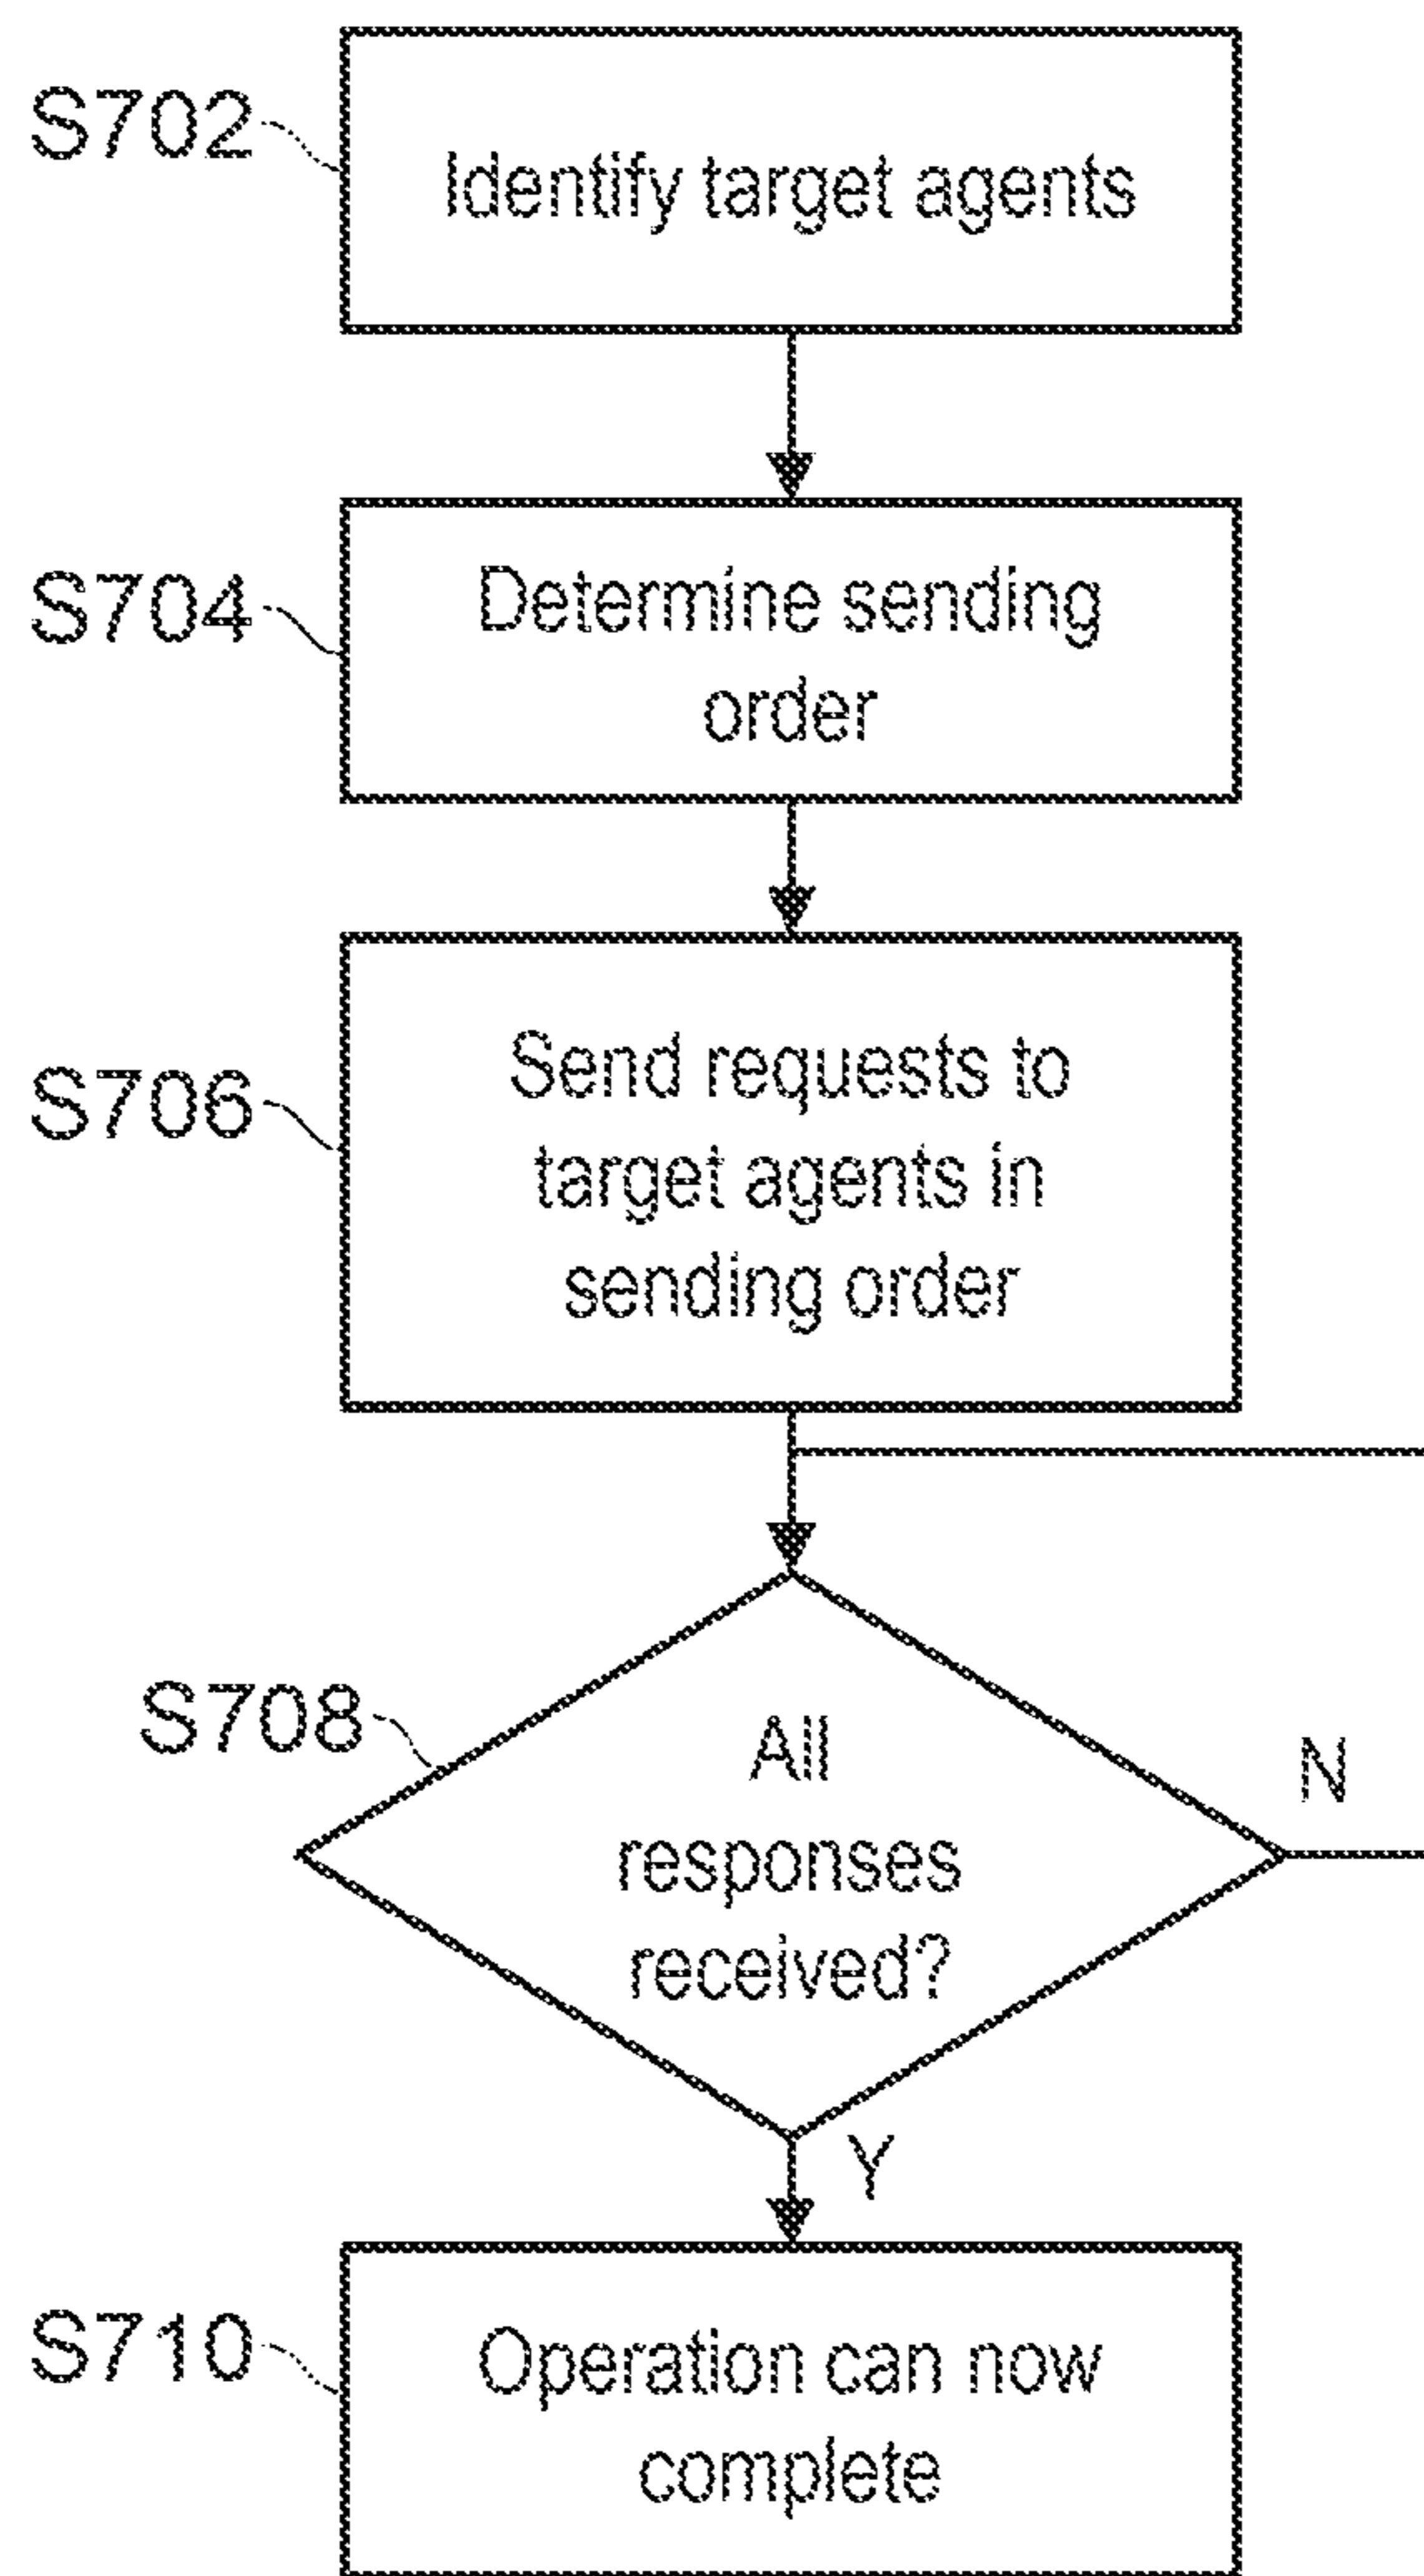 S702
Identify target agents
S704
Determine sending
order
S706
Send requests to
target agents in
sending order
S708
All
responses
received?
N
Y
S710
Operation can now
complete